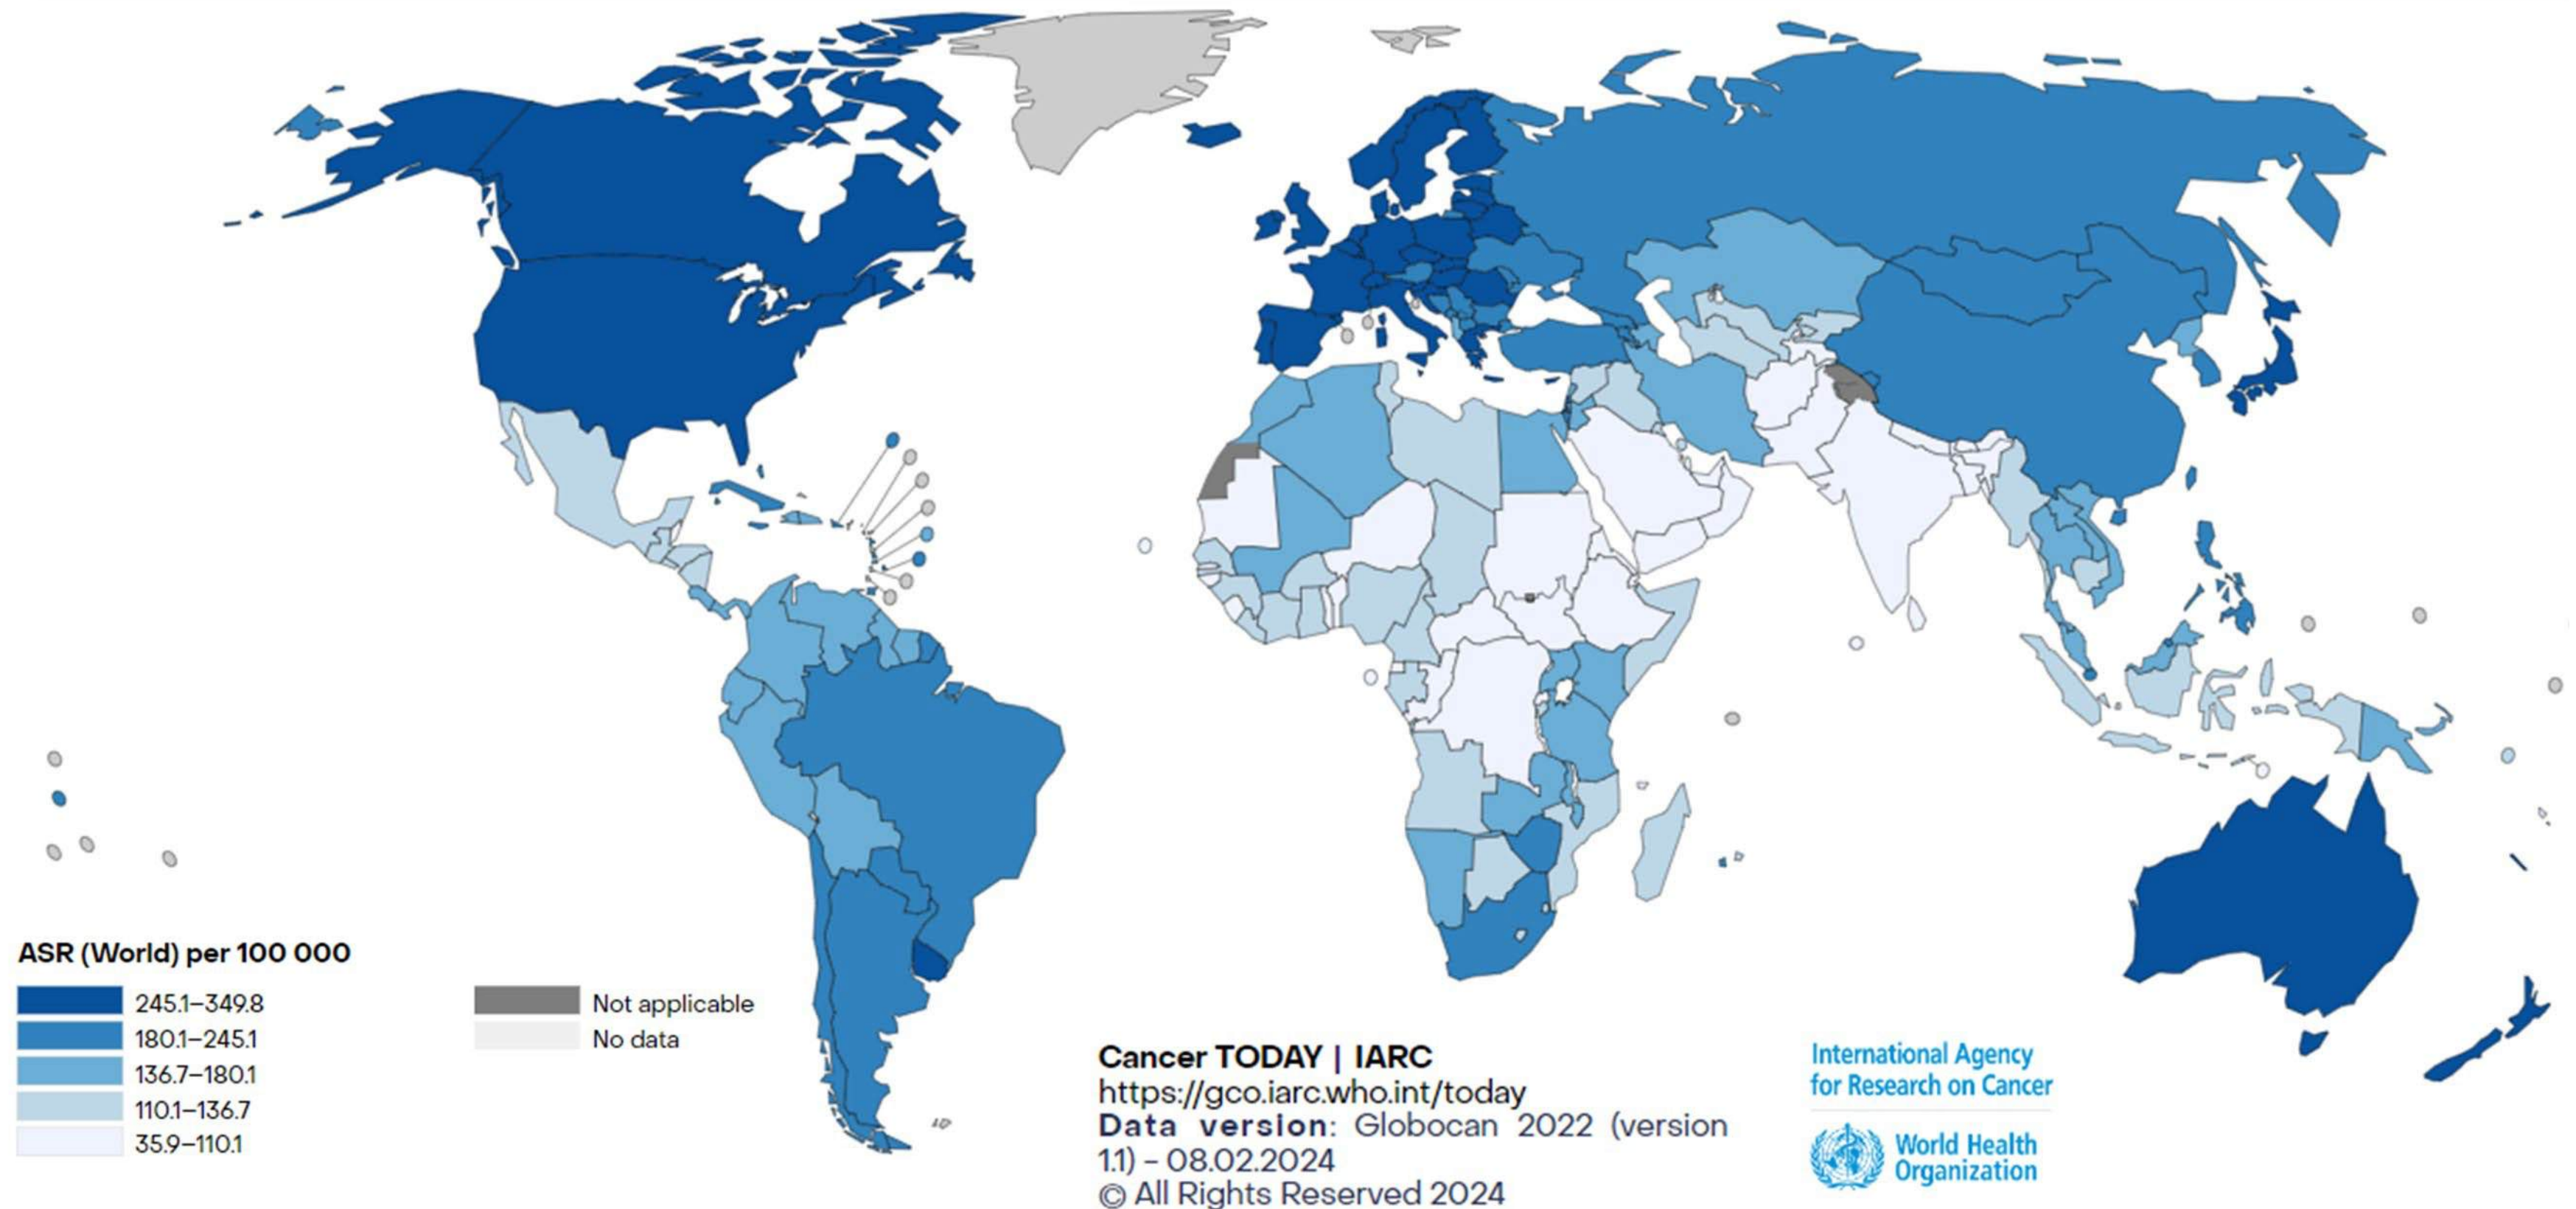 ASR (World) per 100 000
245.1–349.8
180.1–245.1
136.7–180.1
110.1–136.7
35.9–110.1
Not applicable
No data
Cancer TODAY | IARC
https://gco.iarc.who.int/today
Data version: Globocan 2022 (version
1.1) – 08.02.2024
© All Rights Reserved 2024
International Agency
for Research on Cancer
World Health
Organization